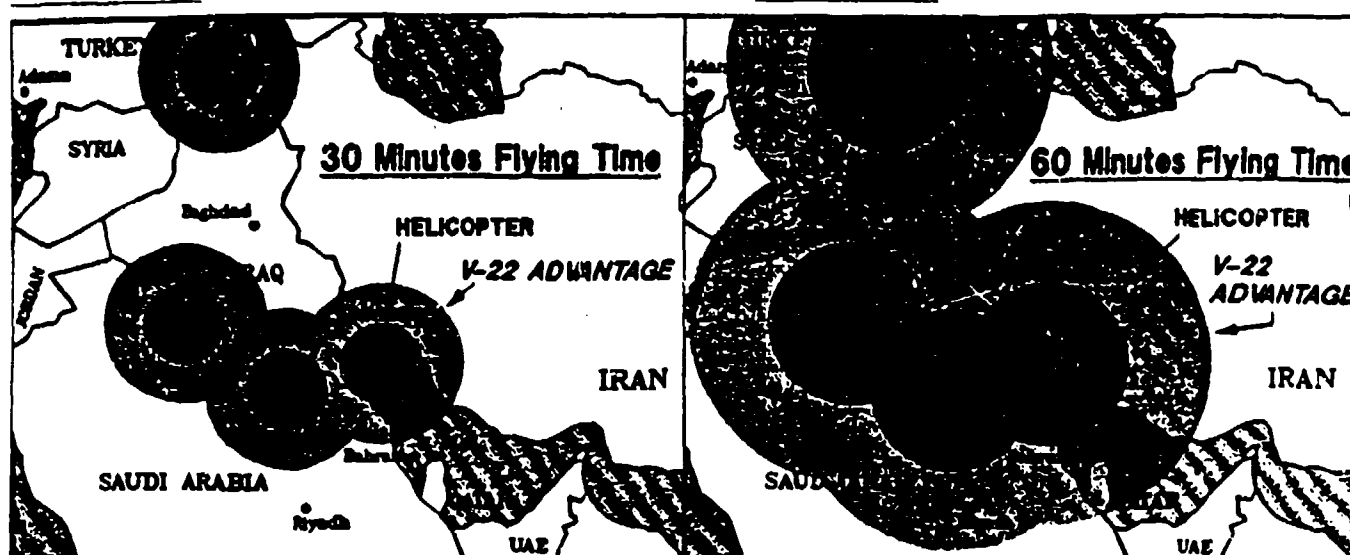 TURKEY
Adana
SYRIA
30 Minutes Flying Time
Baghdad
HELICOPTER
IRAQ
V-22 ADVANTAGE
JORDAN
IRAN
SAUDI ARABIA
Riyadh
UAE
60 Minutes Flying Time
HELICOPTER
V-22
ADVANTAGE
IRAN
UAE